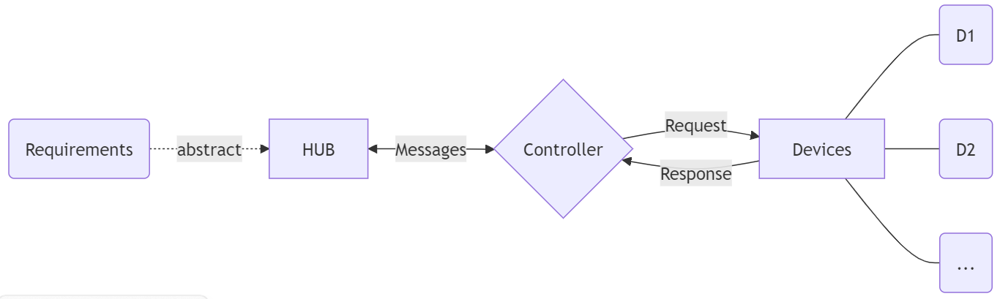 Requirements
abstract
HUB
Messages
Controller
Request
Response
Devices
D1
D2
...